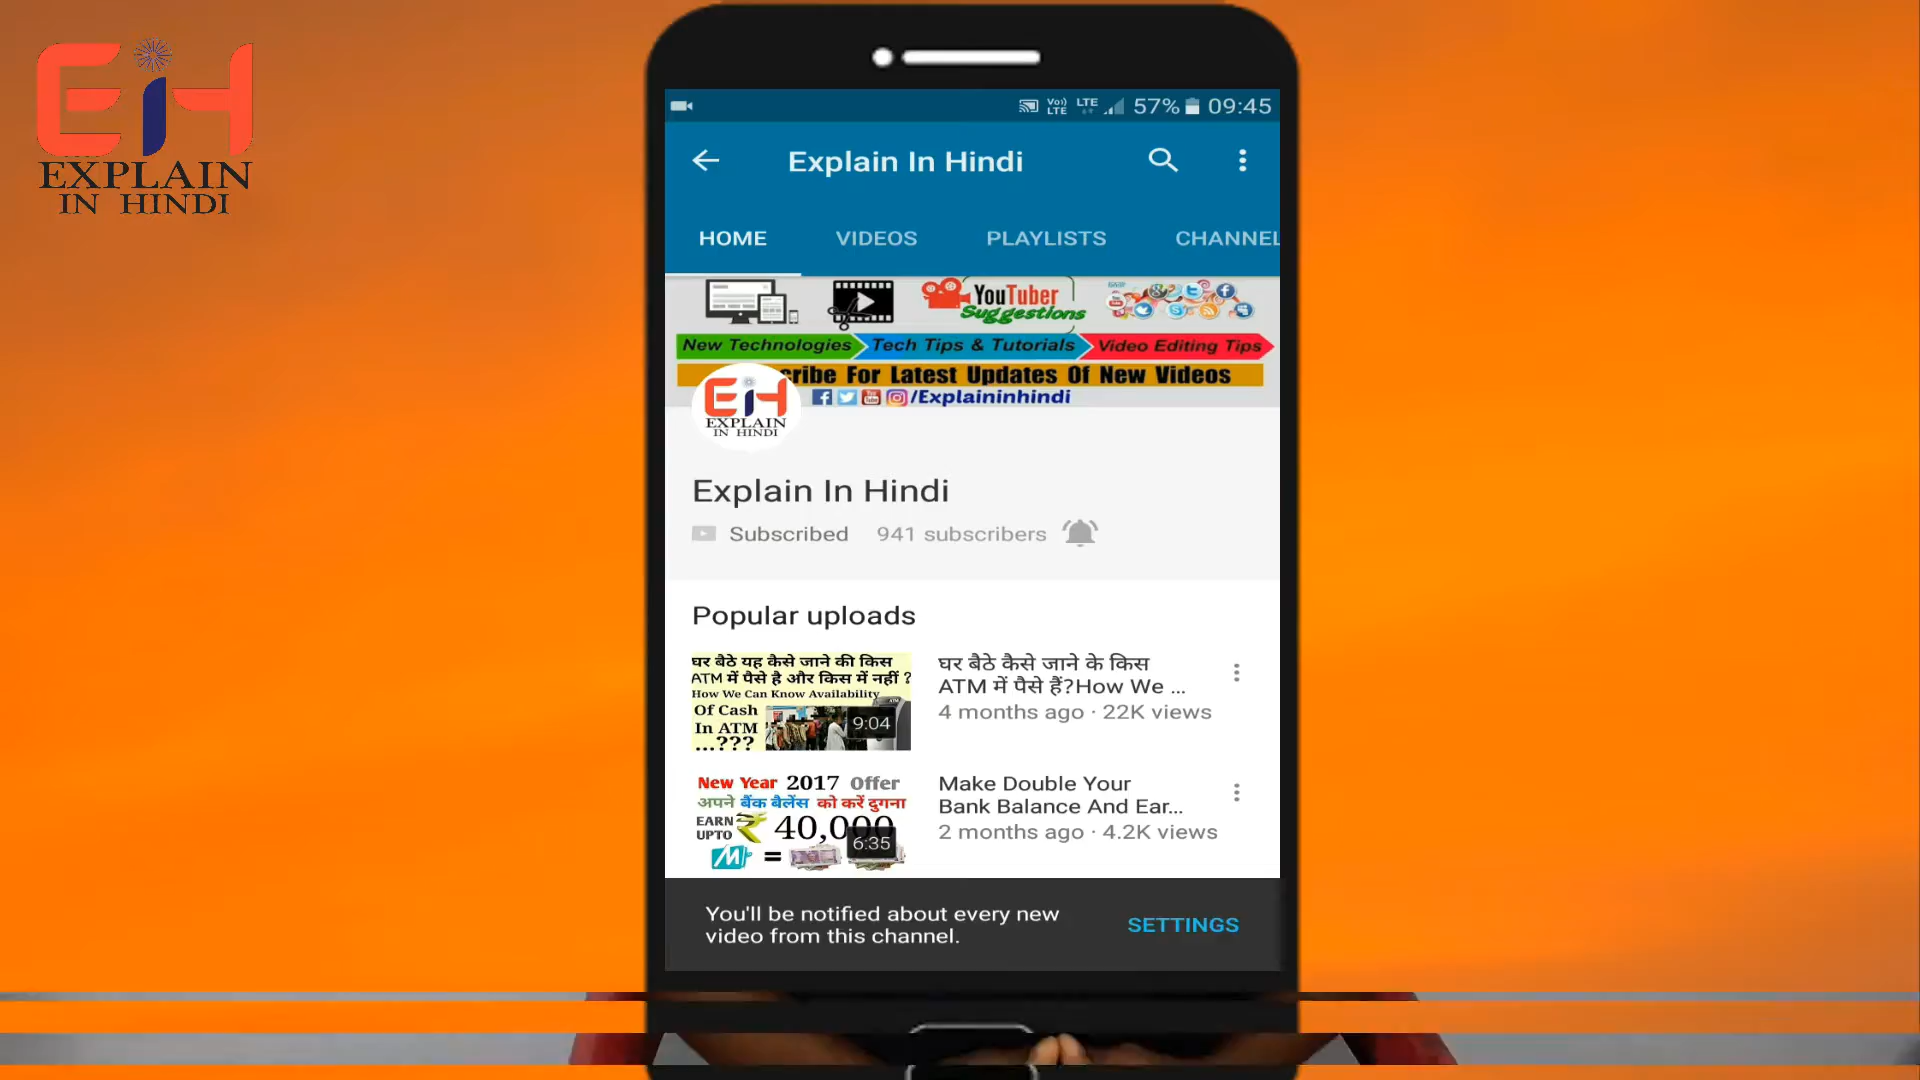 EIH
EXPLAIN
IN HINDI
Vo))
LTE
LTE
57%
09:45
Explain In Hindi
HOME
VIDEOS
PLAYLISTS
CHANNEL
YouTuber
Suggestions
New Technologies
Tech Tips & Tutorials
Video Editing Tips
cribe For Latest Updates Of New Videos
/Explaininhindi
EIH
EXPLAIN
IN HINDI
Explain In Hindi
Subscribed
941 subscribers
Popular uploads
घर बैठे यह कैसे जाने की किस
ATM में पैसे है और किस में नहीं ?
How We Can Know Availability
Of Cash
In ATM
...???
9:04
घर बैठे कैसे जाने के किस
ATM में पैसे हैं?How We ...
4 months ago · 22K views
New Year 2017 Offer
अपने बैंक बैलेंस को करें दुगना
EARN
UPTO
₹ 40,000
M =
6:35
Make Double Your
Bank Balance And Ear...
2 months ago · 4.2K views
You'll be notified about every new
video from this channel.
SETTINGS